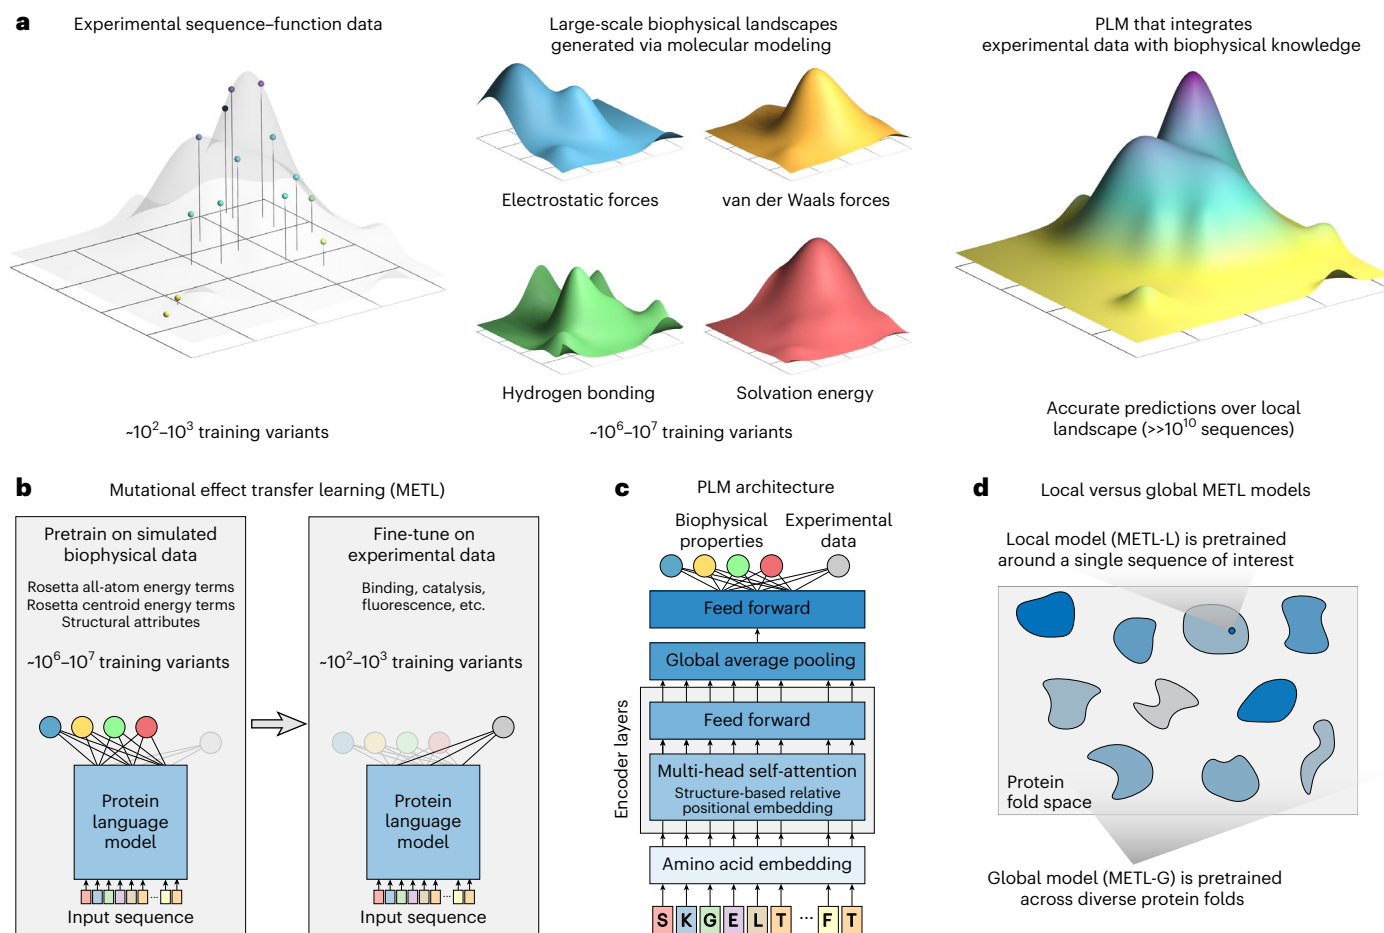 a
Experimental sequence–function data
Large-scale biophysical landscapes
generated via molecular modeling
PLM that integrates
experimental data with biophysical knowledge
Electrostatic forces
van der Waals forces
Hydrogen bonding
Solvation energy
~10²–10³ training variants
~10⁶–10⁷ training variants
Accurate predictions over local
landscape (>>10¹⁰ sequences)
b
Mutational effect transfer learning (METL)
Pretrain on simulated
biophysical data
Rosetta all-atom energy terms
Rosetta centroid energy terms
Structural attributes
~10⁶–10⁷ training variants
Protein
language
model
...
Input sequence
Fine-tune on
experimental data
Binding, catalysis,
fluorescence, etc.
~10²–10³ training variants
Protein
language
model
...
Input sequence
c
PLM architecture
Biophysical
properties
Experimental
data
Feed forward
Global average pooling
Encoder layers
Feed forward
Multi-head self-attention
Structure-based relative
positional embedding
Amino acid embedding
S K G E L T ... F T
d
Local versus global METL models
Local model (METL-L) is pretrained
around a single sequence of interest
Protein
fold space
Global model (METL-G) is pretrained
across diverse protein folds